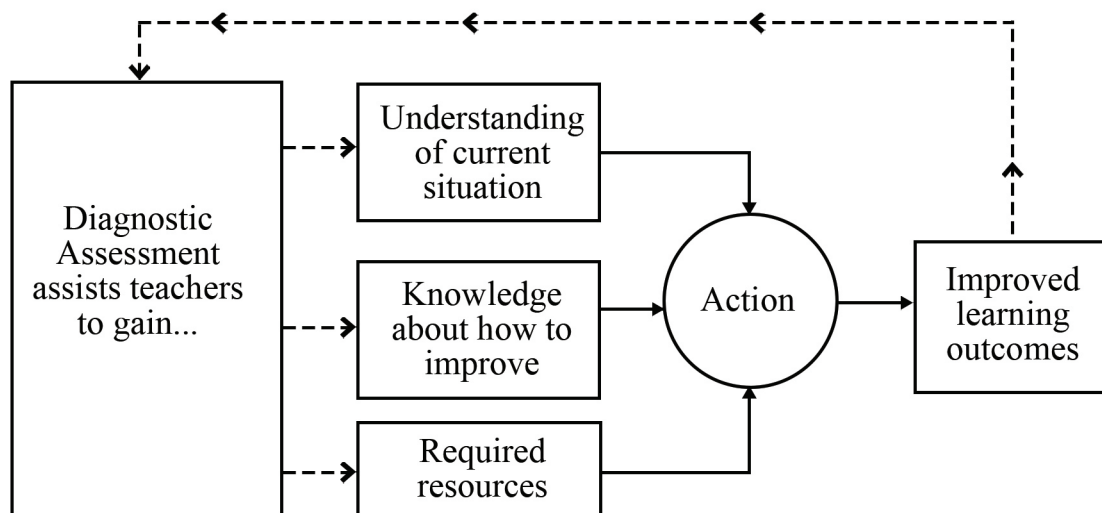 Diagnostic
Assessment
assists teachers
to gain...
Understanding
of current
situation
Knowledge
about how to
improve
Required
resources
Action
Improved
learning
outcomes